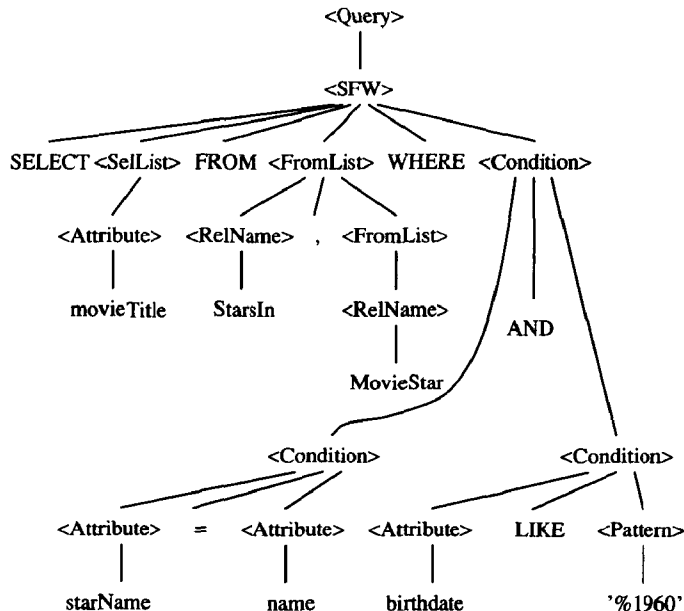 <Query>
<SFW>
SELECT <SelList> FROM <FromList> WHERE <Condition>
<Attribute> <RelName> , <FromList>
movieTitle StarsIn <RelName>
AND
MovieStar
<Condition> <Condition>
<Attribute> = <Attribute> <Attribute> LIKE <Pattern>
starName name birthdate '%1960'